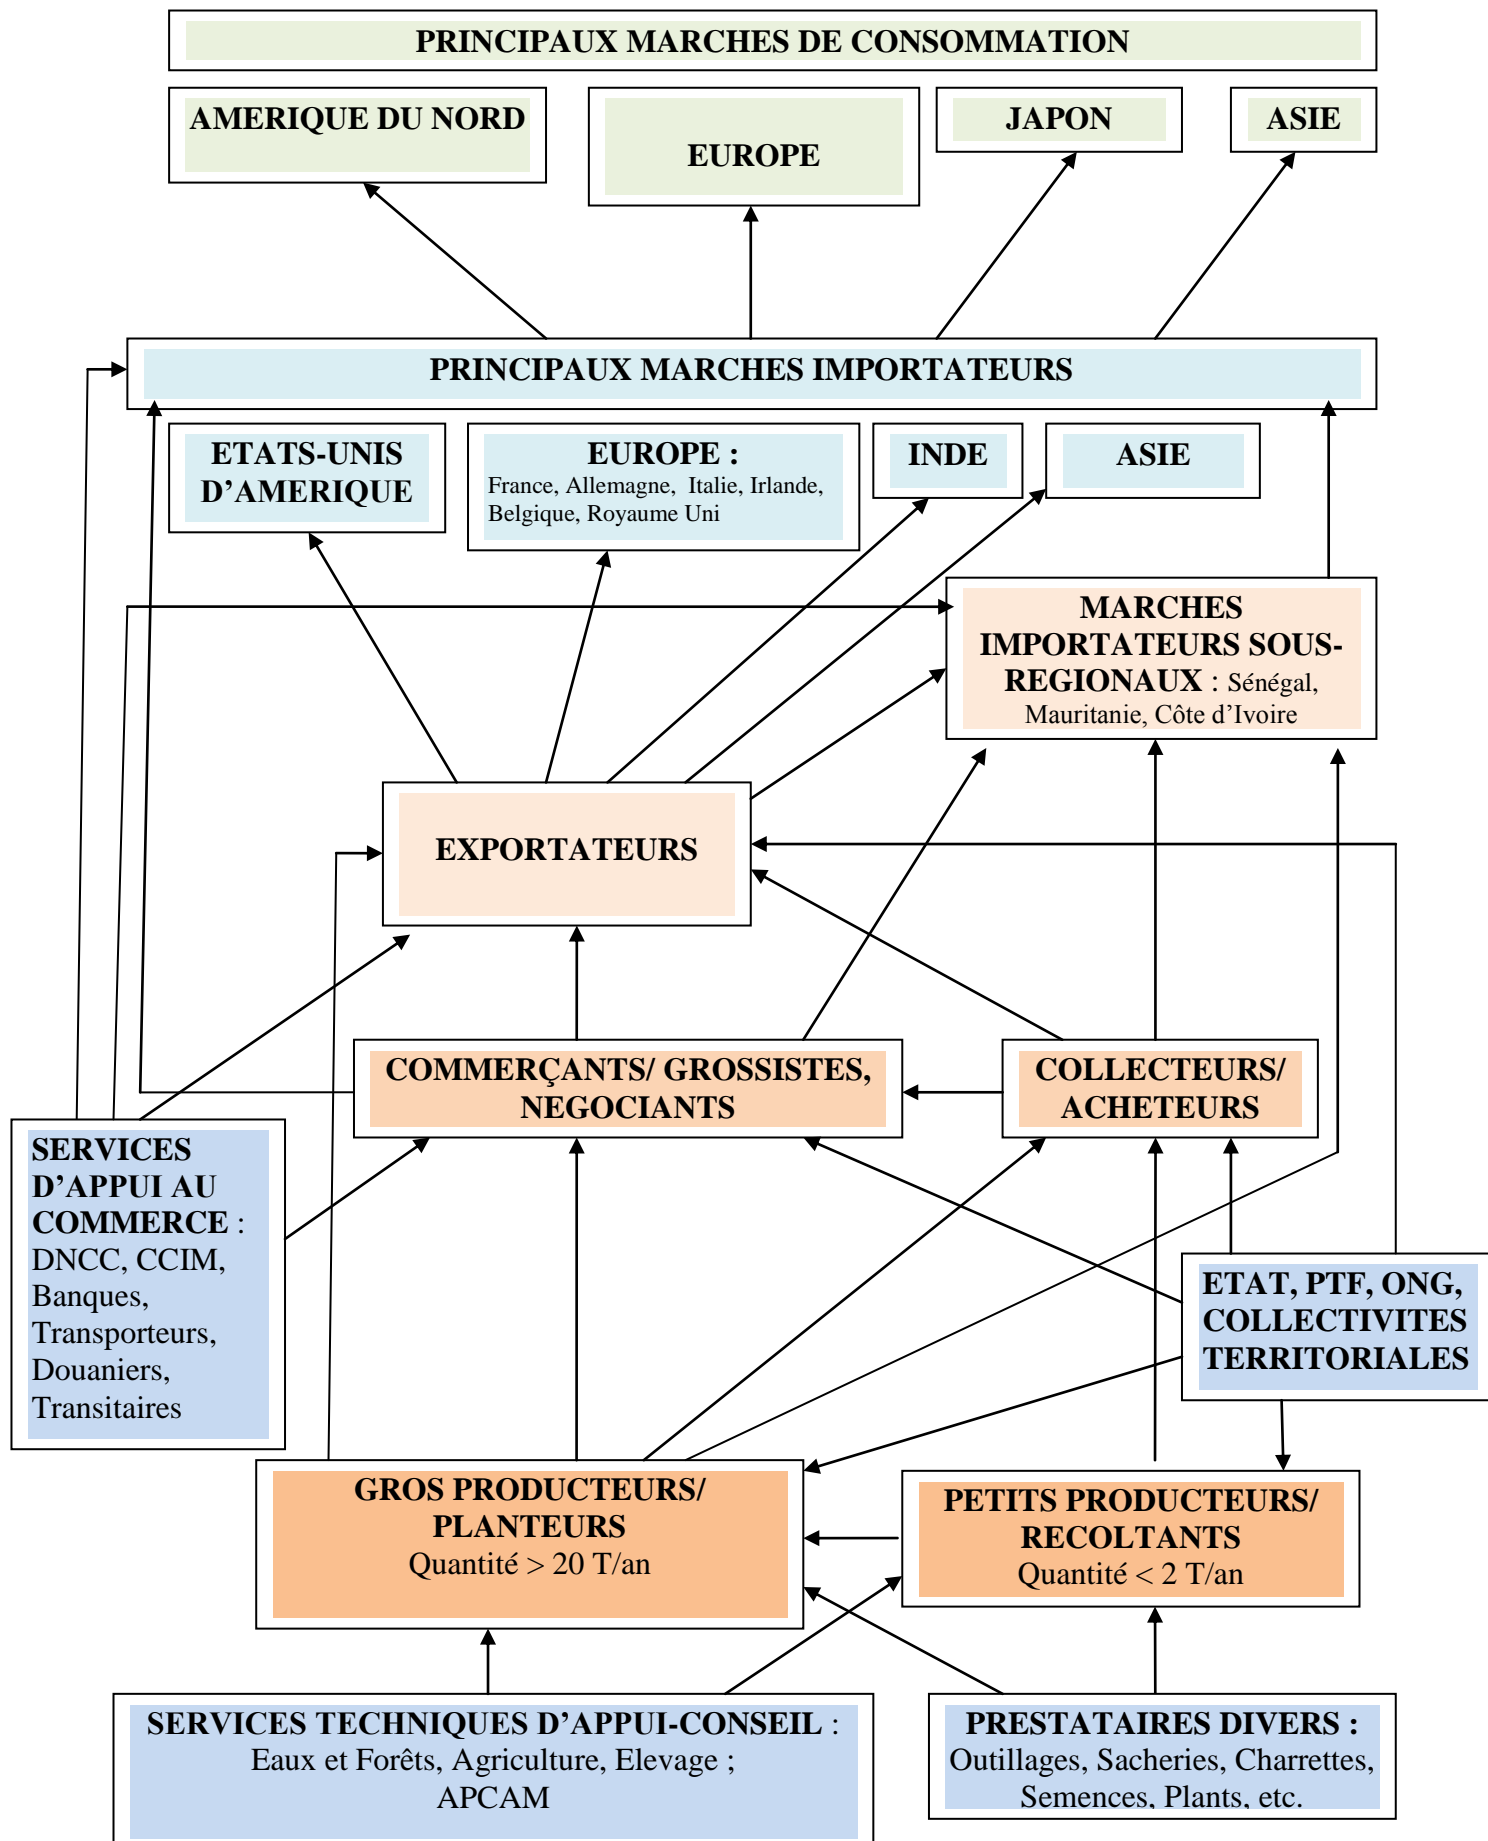 PRINCIPAUX MARCHES DE CONSOMMATION
AMERIQUE DU NORD
EUROPE
JAPON
ASIE
PRINCIPAUX MARCHES IMPORTATEURS
ETATS-UNIS
D’AMERIQUE
EUROPE :
France, Allemagne, Italie, Irlande,
Belgique, Royaume Uni
INDE
ASIE
MARCHES
IMPORTATEURS SOUS-
REGIONAUX : Sénégal,
Mauritanie, Côte d’Ivoire
EXPORTATEURS
COMMERÇANTS/ GROSSISTES,
NEGOCIANTS
COLLECTEURS/
ACHETEURS
SERVICES
D’APPUI AU
COMMERCE :
DNCC, CCIM,
Banques,
Transporteurs,
Douaniers,
Transitaires
ETAT, PTF, ONG,
COLLECTIVITES
TERRITORIALES
GROS PRODUCTEURS/
PLANTEURS
Quantité > 20 T/an
PETITS PRODUCTEURS/
RECOLTANTS
Quantité < 2 T/an
SERVICES TECHNIQUES D’APPUI-CONSEIL :
Eaux et Forêts, Agriculture, Elevage ;
APCAM
PRESTATAIRES DIVERS :
Outillages, Sacheries, Charrettes,
Semences, Plants, etc.